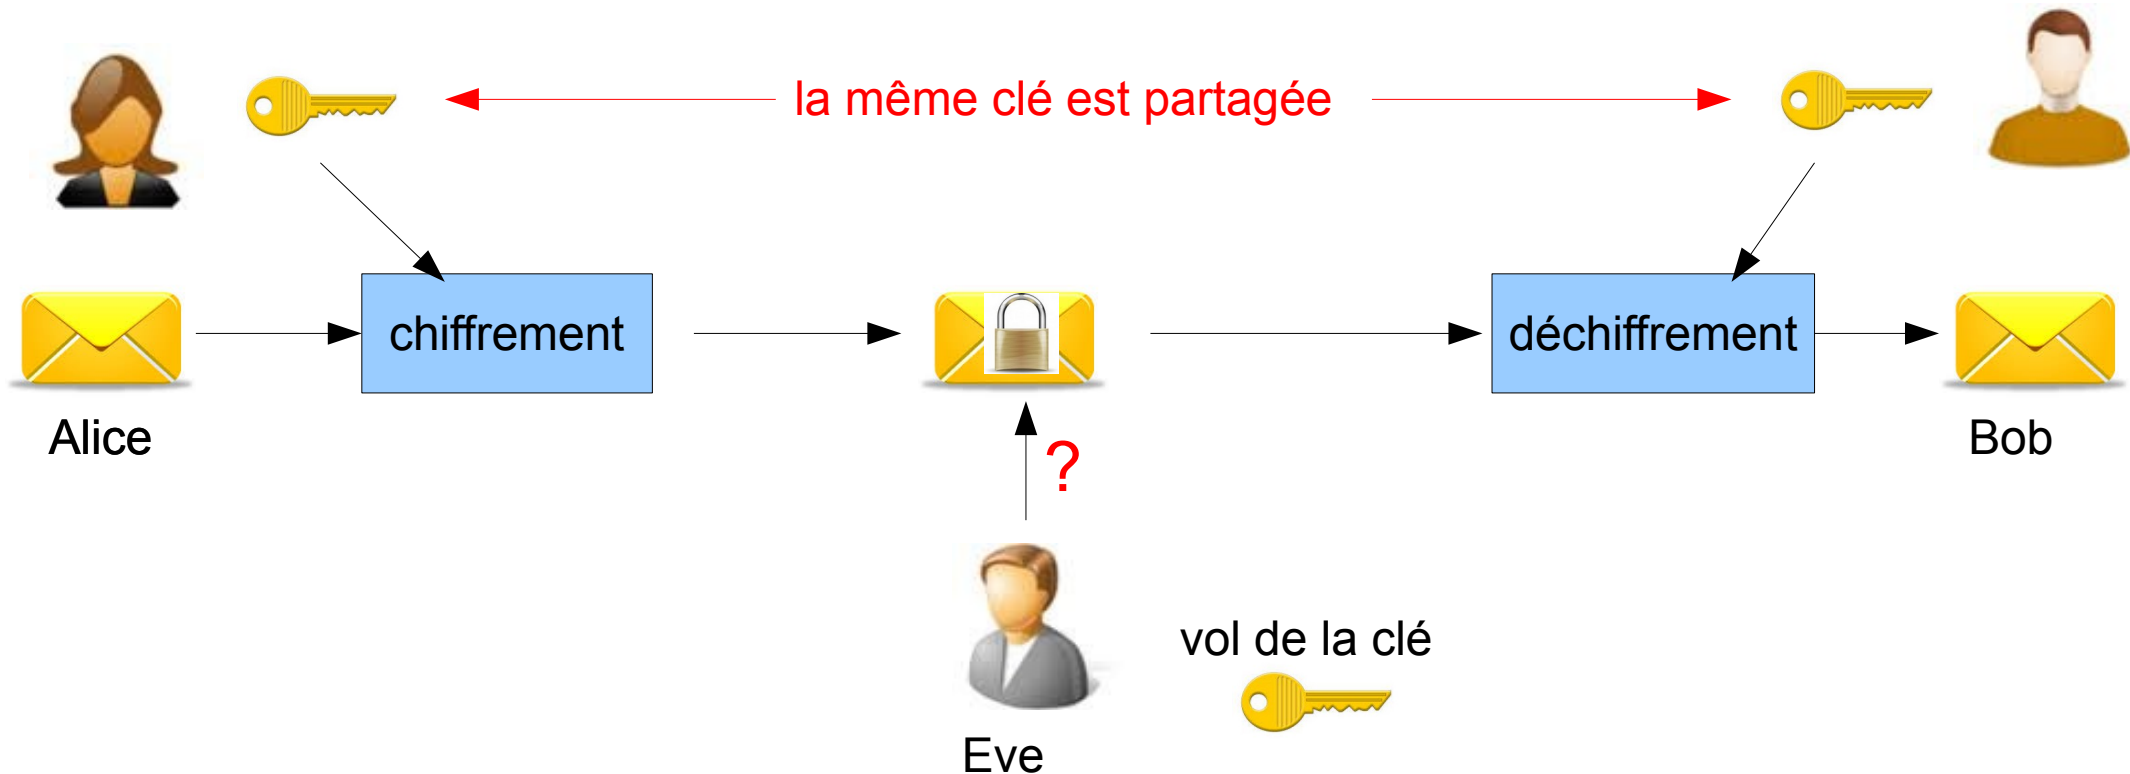 la même clé est partagée
chiffrement
déchiffrement
Alice
Bob
?
vol de la clé
Eve